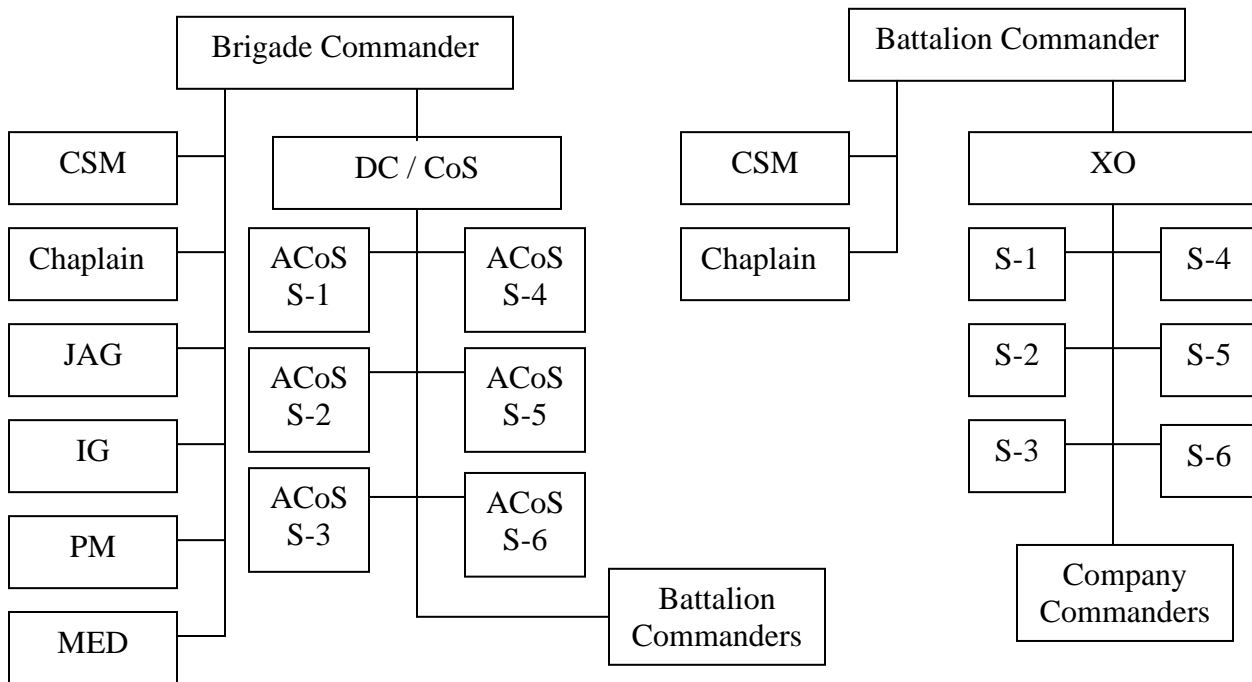 Brigade Commander
CSM
Chaplain
JAG
IG
PM
MED
DC / CoS
ACoS
S-1
ACoS
S-4
ACoS
S-2
ACoS
S-5
ACoS
S-3
ACoS
S-6
Battalion
Commanders
Battalion Commander
CSM
Chaplain
XO
S-1
S-4
S-2
S-5
S-3
S-6
Company
Commanders